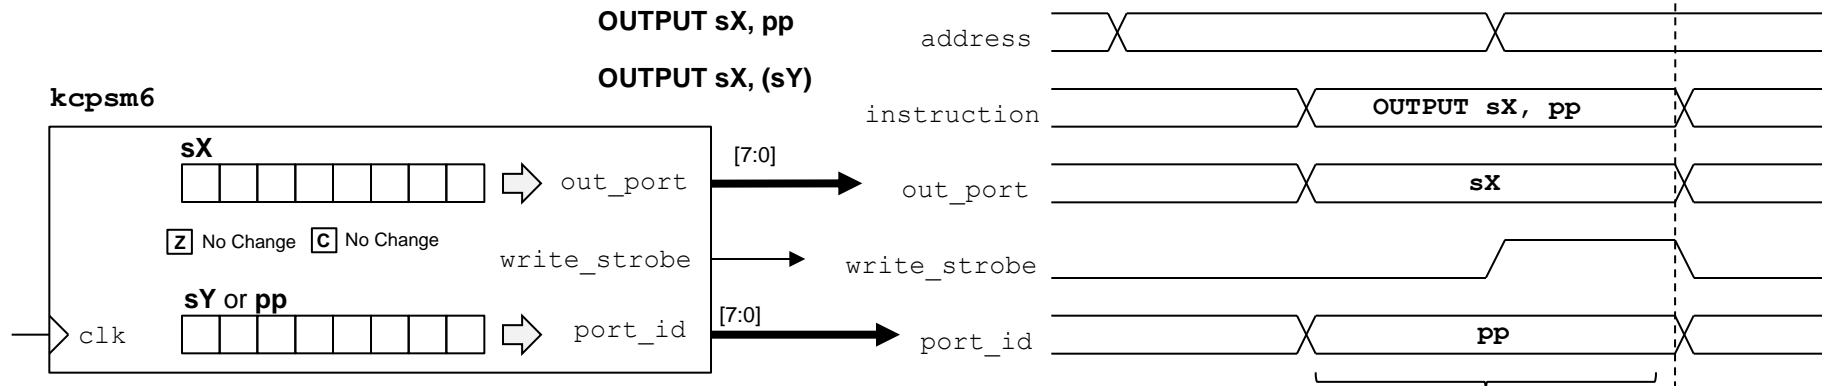 OUTPUT sX, pp
OUTPUT sX, (sY)
kcpsm6
sX
out_port
[7:0]
Z No Change C No Change
write_strobe
sY or pp
clk
port_id
[7:0]
address
instruction
OUTPUT sX, pp
out_port
sX
write_strobe
port_id
pp